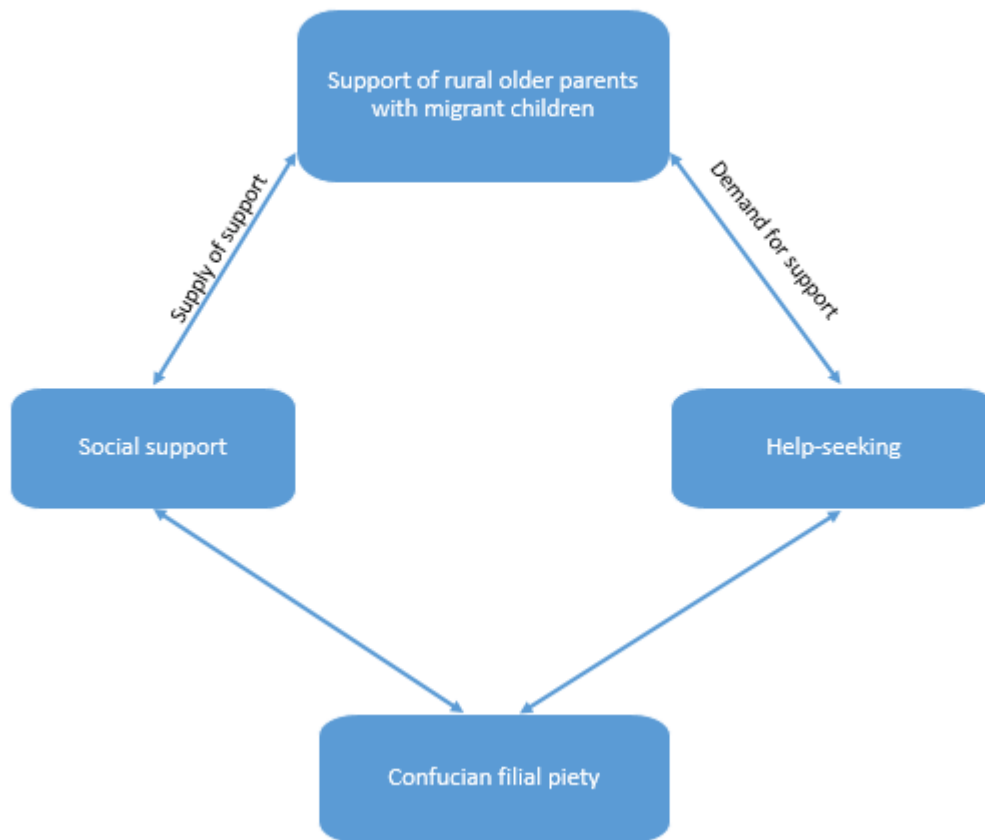 Support of rural older parents
with migrant children
Supply of support
Demand for support
Social support
Help-seeking
Confucian filial piety